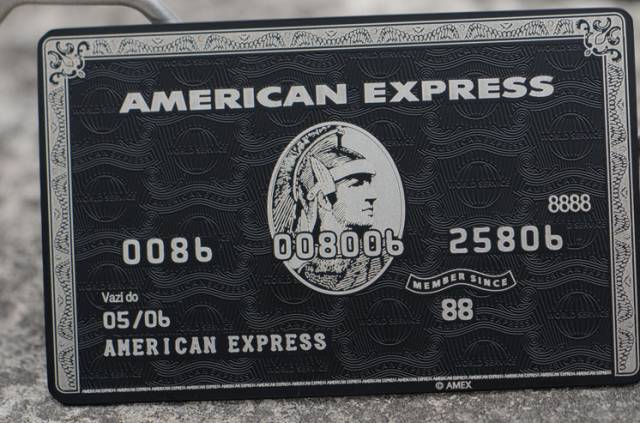 AMERICAN EXPRESS
8888
0086 008006 25806
MEMBER SINCE
Vazi do
88
05/06
AMERICAN EXPRESS
© AMEX